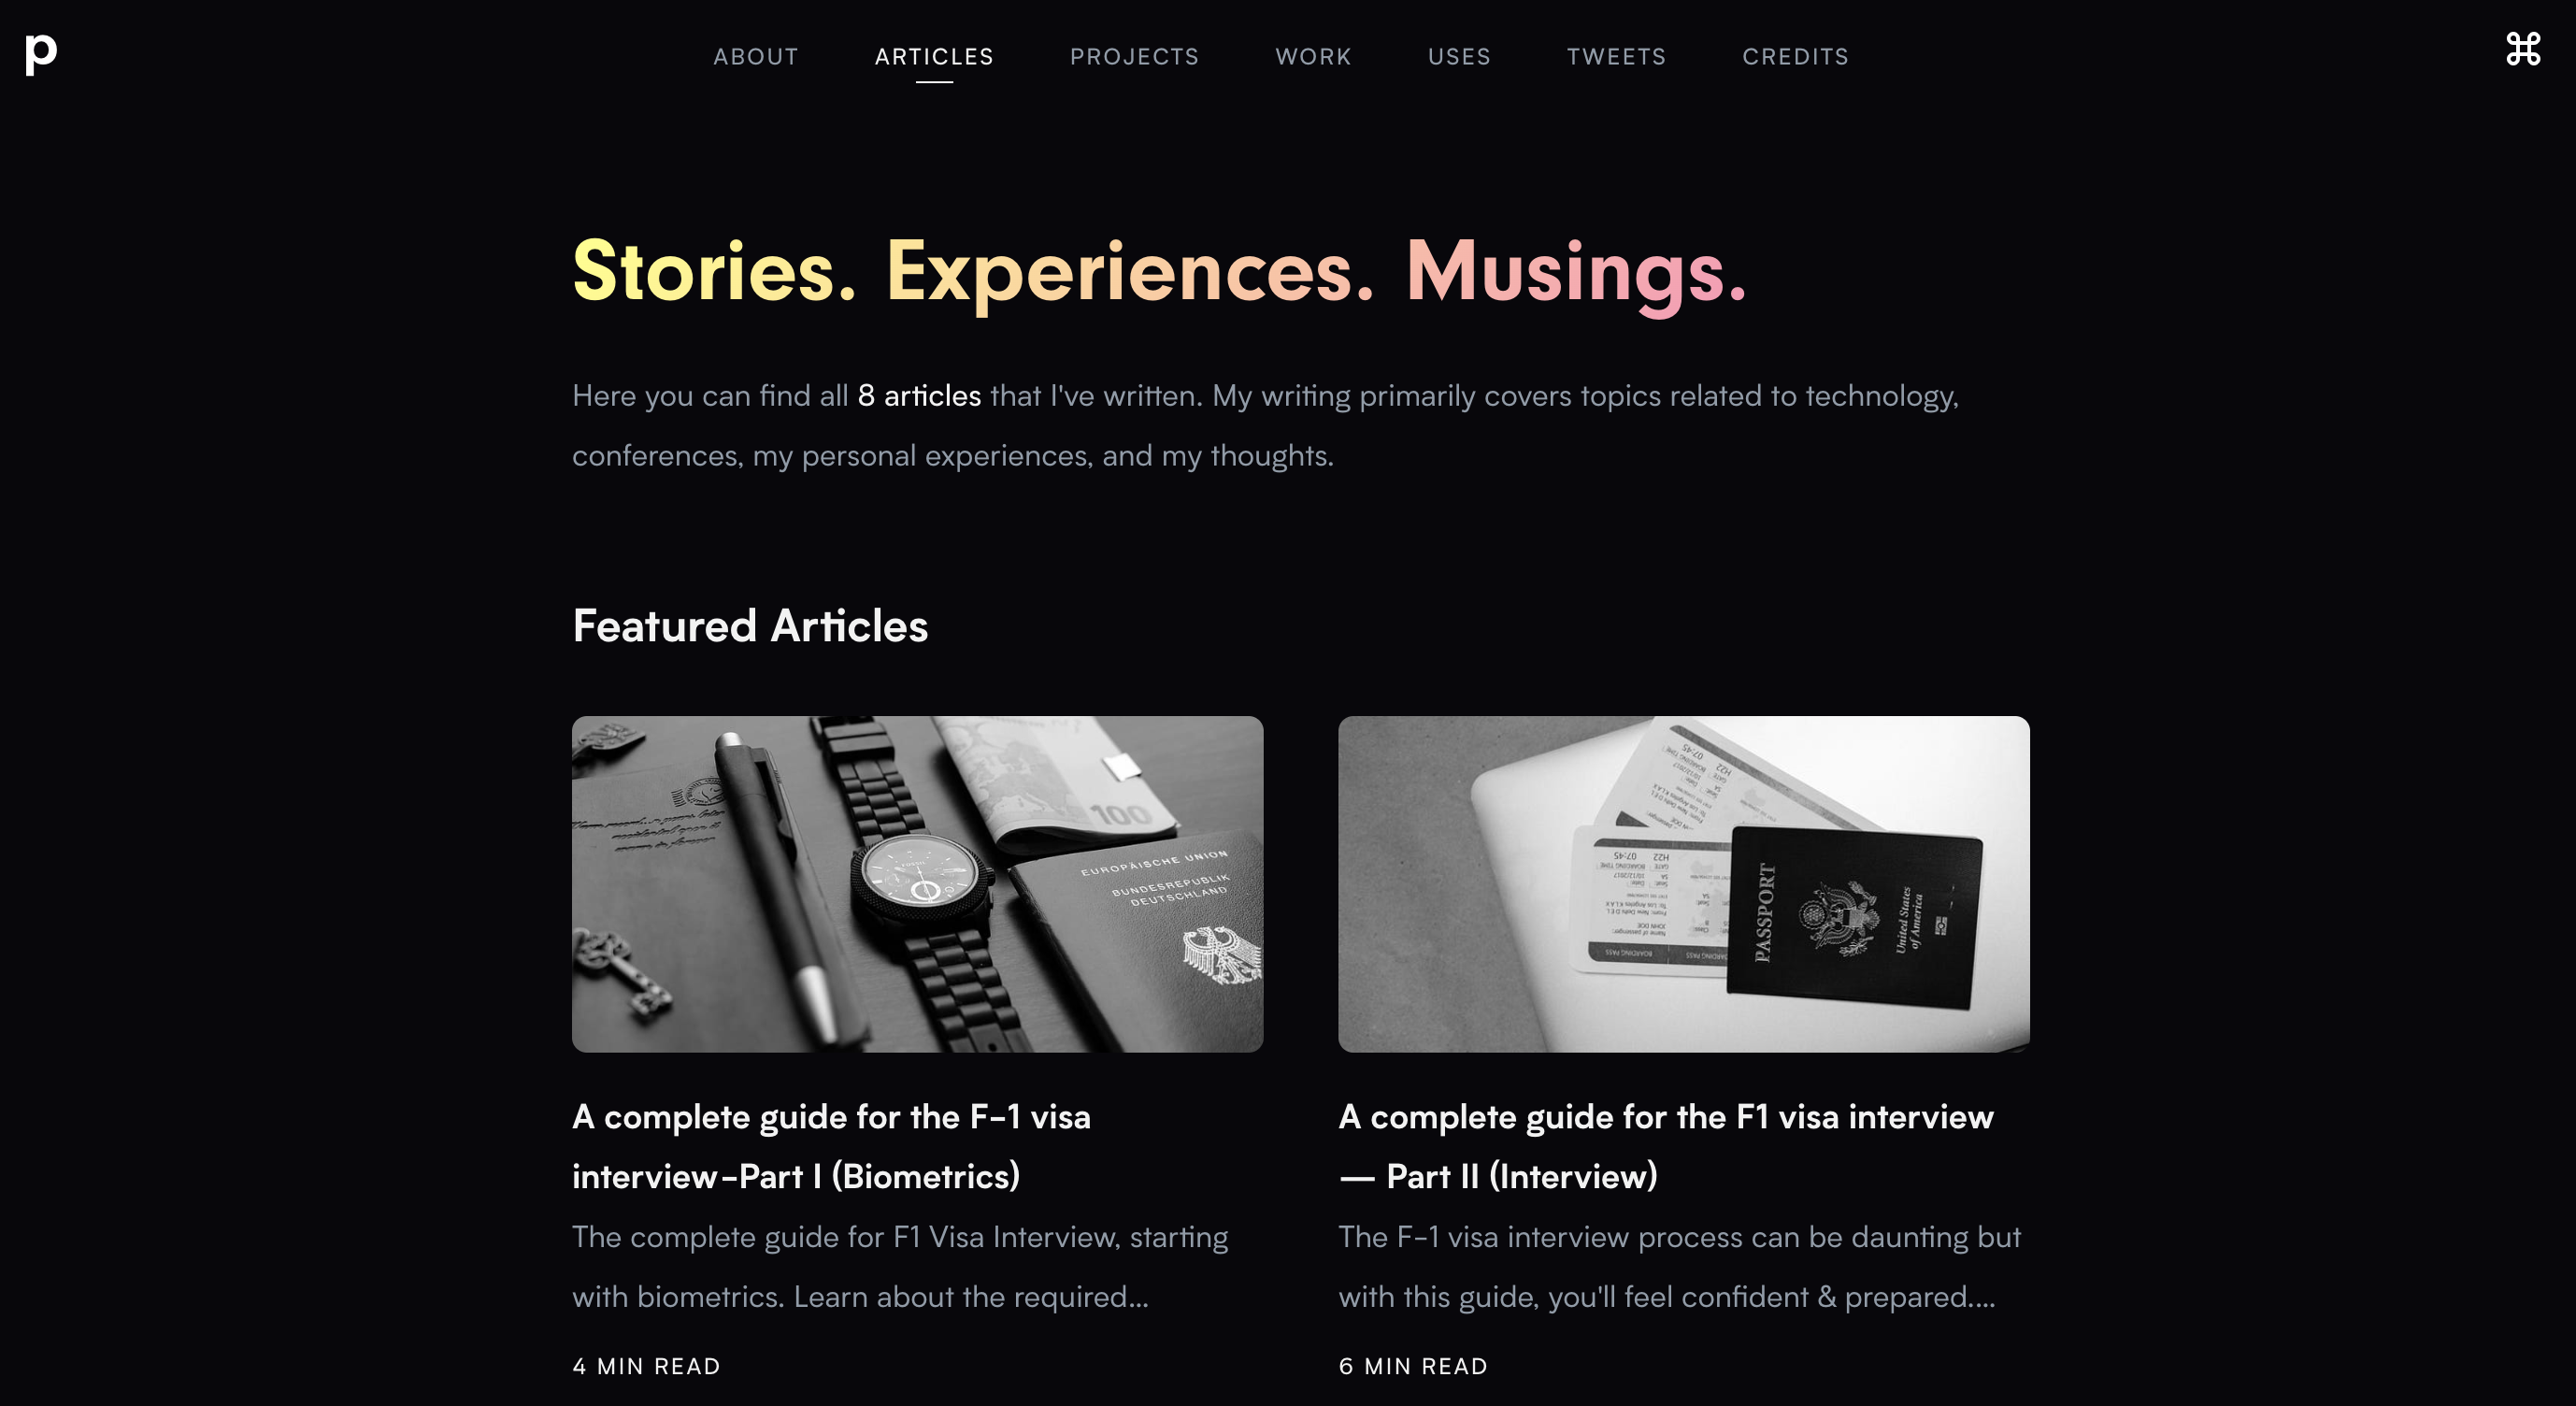 p
ABOUT ARTICLES PROJECTS WORK USES TWEETS CREDITS
Stories. Experiences. Musings.
Here you can find all 8 articles that I've written. My writing primarily covers topics related to technology,
conferences, my personal experiences, and my thoughts.
Featured Articles
100
EUROPÄISCHE UNION
BUNDESREPUBLIK
DEUTSCHLAND
07:45
H22
BOARDING PASS
PASSPORT
United States
of America
A complete guide for the F-1 visa
interview-Part I (Biometrics)
The complete guide for F1 Visa Interview, starting
with biometrics. Learn about the required...
4 MIN READ
A complete guide for the F1 visa interview
— Part II (Interview)
The F-1 visa interview process can be daunting but
with this guide, you'll feel confident & prepared....
6 MIN READ